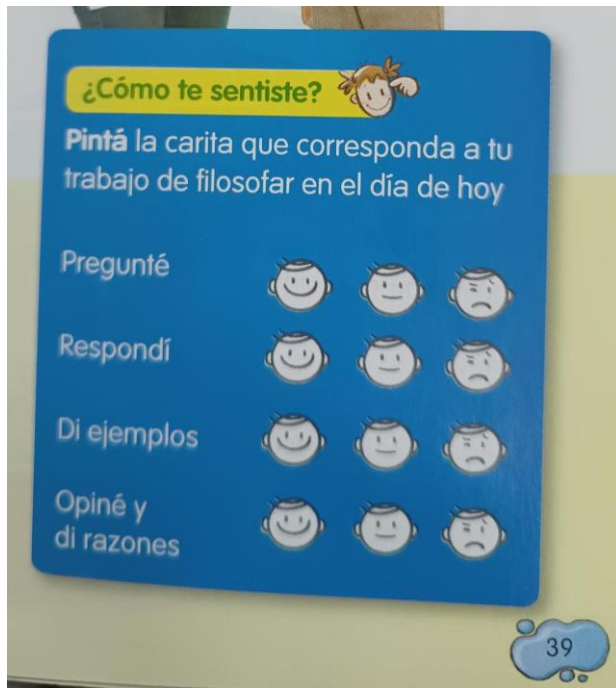 ¿Cómo te sentiste?
Pintá la carita que corresponda a tu
trabajo de filosofar en el día de hoy
Pregunté
Respondí
Di ejemplos
Opiné y
di razones
39